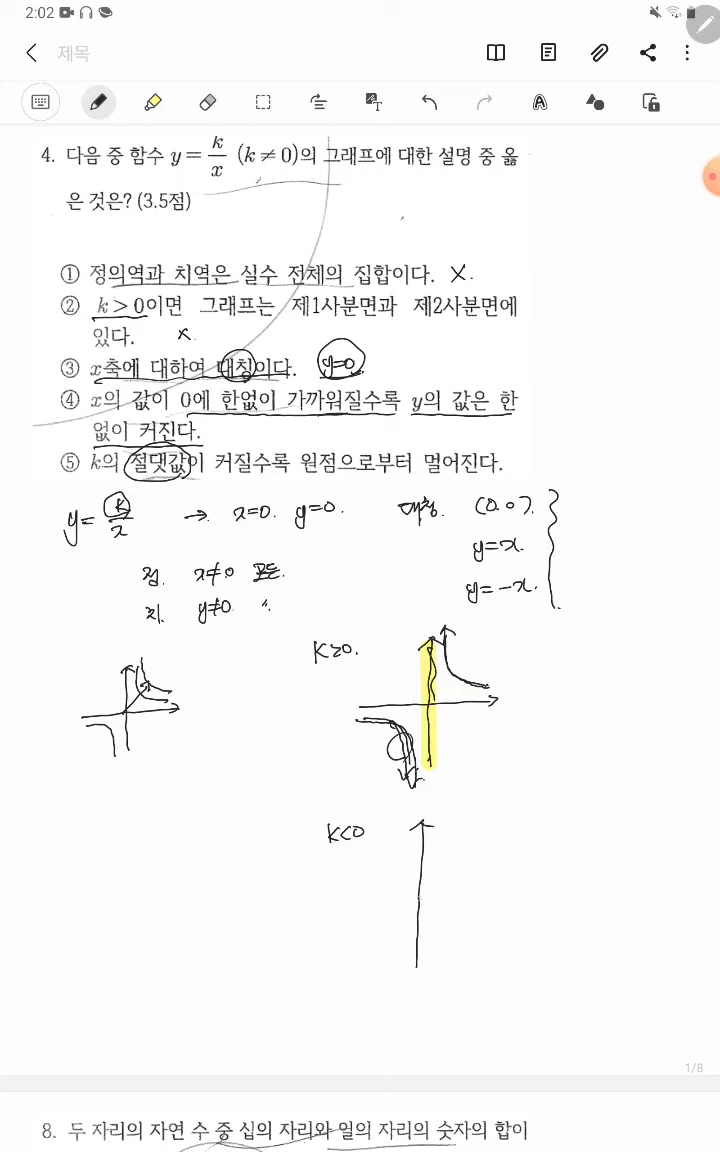 2:02
제목
4. 다음 중 함수 y = k/x (k ≠ 0)의 그래프에 대한 설명 중 옳
은 것은? (3.5점)
① 정의역과 치역은 실수 전체의 집합이다. X.
② k > 0이면 그래프는 제1사분면과 제2사분면에
있다. x
③ x축에 대하여 대칭이다. y=0
④ x의 값이 0에 한없이 가까워질수록 y의 값은 한
없이 커진다.
⑤ k의 절댓값이 커질수록 원점으로부터 멀어진다.
y = k/x → x=0. y=0. 대칭. (0.0).
y=x.
정. x≠0 모든. y=-x.
치. y≠0 〃
K>0.
K<0
1/8
8. 두 자리의 자연 수 중 십의 자리와 일의 자리의 숫자의 합이